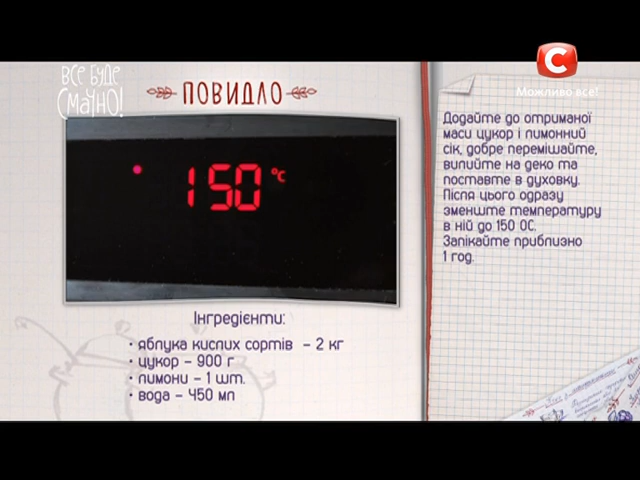 ВСЕ БУДЕ
СМАЧНО!
ПОВИДЛО
С
Можливо все!
150 °C
Додайте до отриманої
маси цукор і лимонний
сік, добре перемішайте,
вилийте на деко та
поставте в духовку.
Після цього одразу
зменште температуру
в ній до 150 ОС.
Запікайте приблизно
1 год.
Інгредієнти:
• яблука кислих сортів – 2 кг
• цукор – 900 г
• лимони – 1 шт.
• вода – 450 мл